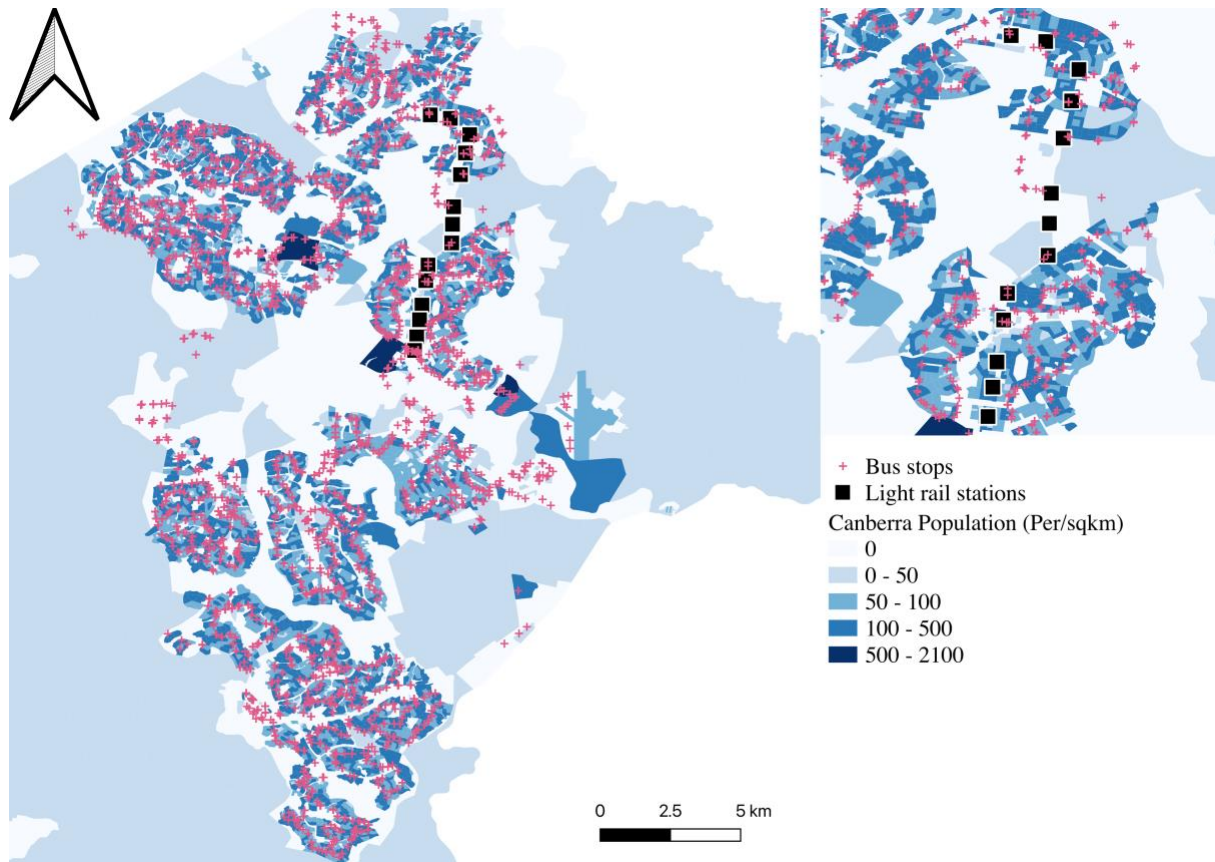 Bus stops
Light rail stations
Canberra Population (Per/sqkm)
0
0 - 50
50 - 100
100 - 500
500 - 2100
0 2.5 5 km